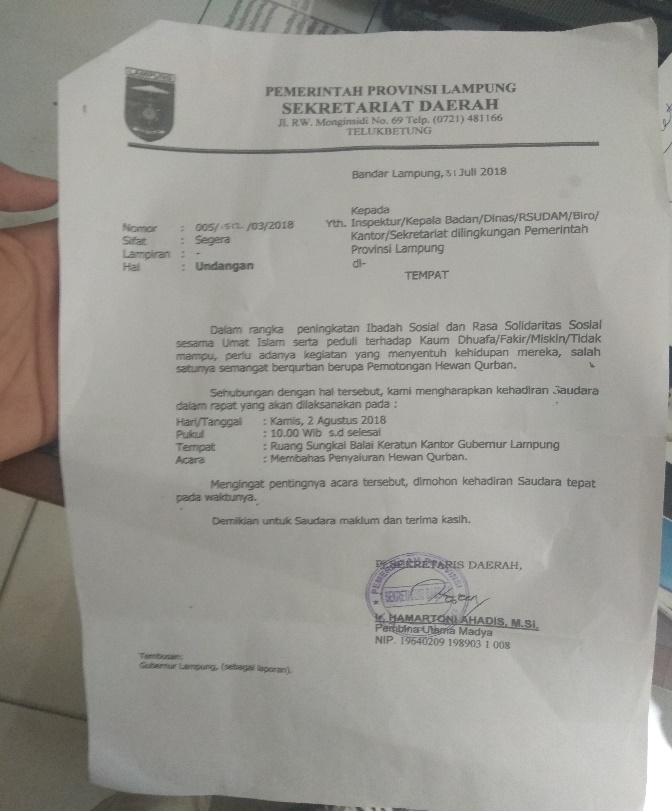 LAMPUNG
PEMERINTAH PROVINSI LAMPUNG
SEKRETARIAT DAERAH
Jl. RW. Monginsidi No. 69 Telp. (0721) 481166
TELUKBETUNG
Bandar Lampung, 31 Juli 2018
Kepada
Yth. Inspektur/Kepala Badan/Dinas/RSUDAM/Biro/
Kantor/Sekretariat dilingkungan Pemerintah
Provinsi Lampung
di-
TEMPAT
Nomor : 005/ /03/2018
Sifat : Segera
Lampiran : -
Hal : Undangan
Dalam rangka peningkatan Ibadah Sosial dan Rasa Solidaritas Sosial
sesama Umat Islam serta peduli terhadap Kaum Dhuafa/Fakir/Miskin/Tidak
mampu, perlu adanya kegiatan yang menyentuh kehidupan mereka, salah
satunya semangat berqurban berupa Pemotongan Hewan Qurban.
Sehubungan dengan hal tersebut, kami mengharapkan kehadiran Saudara
dalam rapat yang akan dilaksanakan pada :
Hari/Tanggal : Kamis, 2 Agustus 2018
Pukul : 10.00 Wib s.d selesai
Tempat : Ruang Sungkai Balai Keratun Kantor Gubernur Lampung
Acara : Membahas Penyaluran Hewan Qurban.
Mengingat pentingnya acara tersebut, dimohon kehadiran Saudara tepat
pada waktunya.
Demikian untuk Saudara maklum dan terima kasih.
SEKRETARIS DAERAH,
Ir. HAMARTONI AHADIS, M.Si.
Pembina Utama Madya
NIP. 19640209 198903 1 008
Tembusan:
Gubernur Lampung, (sebagai laporan).